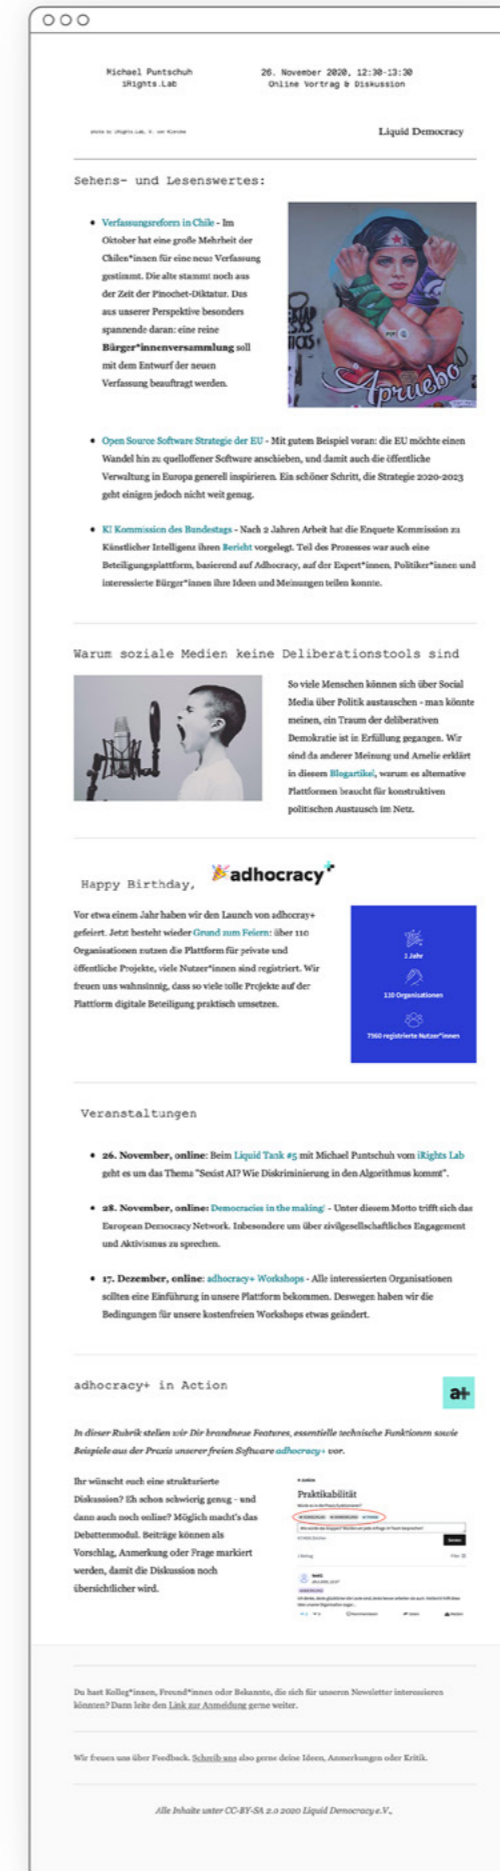 Michael Puntschuh
iRights.Lab
26. November 2020, 12:30-13:30
Online Vortrag & Diskussion
photo by iRights.Lab,
Liquid Democracy
Sehens- und Lesenswertes:
Verfassungsreform in Chile - Im
Oktober hat eine große Mehrheit der
Chilen*innen für eine neue Verfassung
gestimmt. Die alte stammt noch aus
der Zeit der Pinochet-Diktatur. Das
aus unserer Perspektive besonders
spannende daran: eine reine
Bürger*innenversammlung soll
mit dem Entwurf der neuen
Verfassung beauftragt werden.
Apruebo
Open Source Software Strategie der EU - Mit gutem Beispiel voran: die EU möchte einen
Wandel hin zu quelloffener Software anschieben, und damit auch die öffentliche
Verwaltung in Europa generell inspirieren. Ein schöner Schritt, die Strategie 2020-2023
geht einigen jedoch nicht weit genug.
KI Kommission des Bundestags - Nach 2 Jahren Arbeit hat die Enquete Kommission zu
Künstlicher Intelligenz ihren Bericht vorgelegt. Teil des Prozesses war auch eine
Beteiligungsplattform, basierend auf Adhocracy, auf der Expert*innen, Politiker*innen und
interessierte Bürger*innen ihre Ideen und Meinungen teilen konnte.
Warum soziale Medien keine Deliberationstools sind
So viele Menschen können sich über Social
Media über Politik austauschen - man könnte
meinen, ein Traum der deliberativen
Demokratie ist in Erfüllung gegangen. Wir
sind da anderer Meinung und Amelie erklärt
in diesem Blogartikel, warum es alternative
Plattformen braucht für konstruktiven
politischen Austausch im Netz.
Happy Birthday, adhocracy+
Vor etwa einem Jahr haben wir den Launch von adhocray+
gefeiert. Jetzt besteht wieder Grund zum Feiern: über 110
Organisationen nutzen die Plattform für private und
öffentliche Projekte, viele Nutzer*innen sind registriert. Wir
freuen uns wahnsinnig, dass so viele tolle Projekte auf der
Plattform digitale Beteiligung praktisch umsetzen.
1 Jahr
110 Organisationen
7560 registrierte Nutzer*innen
Veranstaltungen
26. November, online: Beim Liquid Tank #5 mit Michael Puntschuh vom iRights Lab
geht es um das Thema "Sexist AI? Wie Diskriminierung in den Algorithmus kommt".
28. November, online: Democracies in the making! - Unter diesem Motto trifft sich das
European Democracy Network. Inbesondere um über zivilgesellschaftliches Engagement
und Aktivismus zu sprechen.
17. Dezember, online: adhocracy+ Workshops - Alle interessierten Organisationen
sollten eine Einführung in unsere Plattform bekommen. Deswegen haben wir die
Bedingungen für unsere kostenfreien Workshops etwas geändert.
adhocracy+ in Action
a+
In dieser Rubrik stellen wir Dir brandneue Features, essentielle technische Funktionen sowie
Beispiele aus der Praxis unserer freien Software adhocracy+ vor.
Ihr wünscht euch eine strukturierte
Diskussion? Eh schon schwierig genug - und
dann auch noch online? Möglich macht's das
Debattenmodul. Beiträge können als
Vorschlag, Anmerkung oder Frage markiert
werden, damit die Diskussion noch
übersichtlicher wird.
Praktikabilität
Du hast Kolleg*innen, Freund*innen oder Bekannte, die sich für unseren Newsletter interessieren
könnten? Dann leite den Link zur Anmeldung gerne weiter.
Wir freuen uns über Feedback. Schreib uns also gerne deine Ideen, Anmerkungen oder Kritik.
Alle Inhalte unter CC-BY-SA 2.0 2020 Liquid Democracy e.V.,